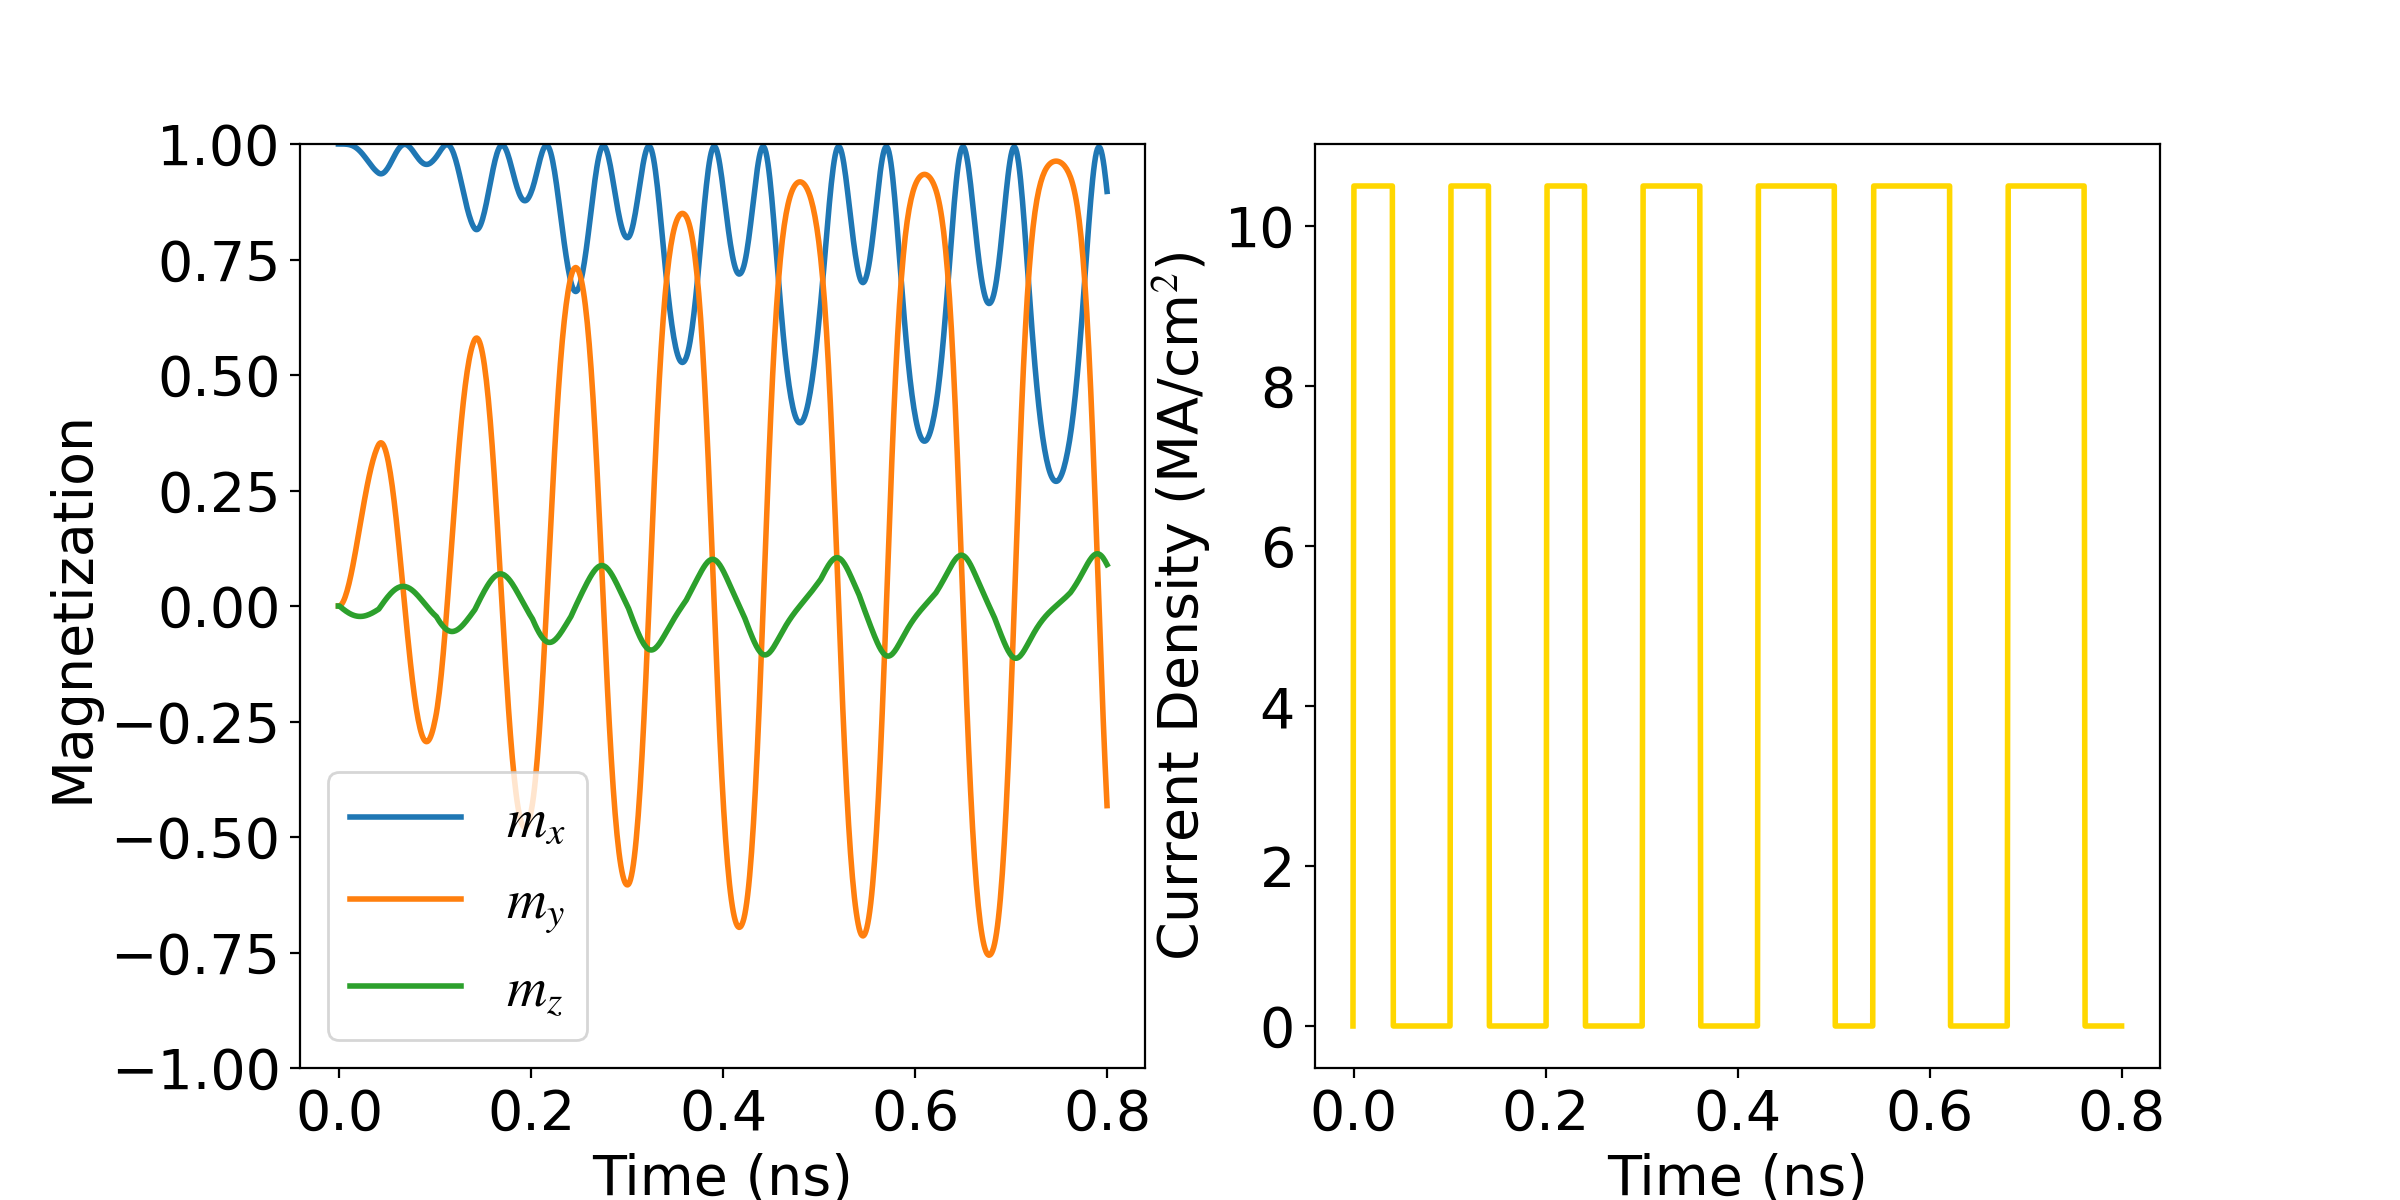 1.00
0.75
0.50
0.25
0.00
−0.25
−0.50
−0.75
−1.00
Magnetization
m_x
m_y
m_z
0.0 0.2 0.4 0.6 0.8
Time (ns)
10
8
6
4
2
0
Current Density (MA/cm²)
0.0 0.2 0.4 0.6 0.8
Time (ns)